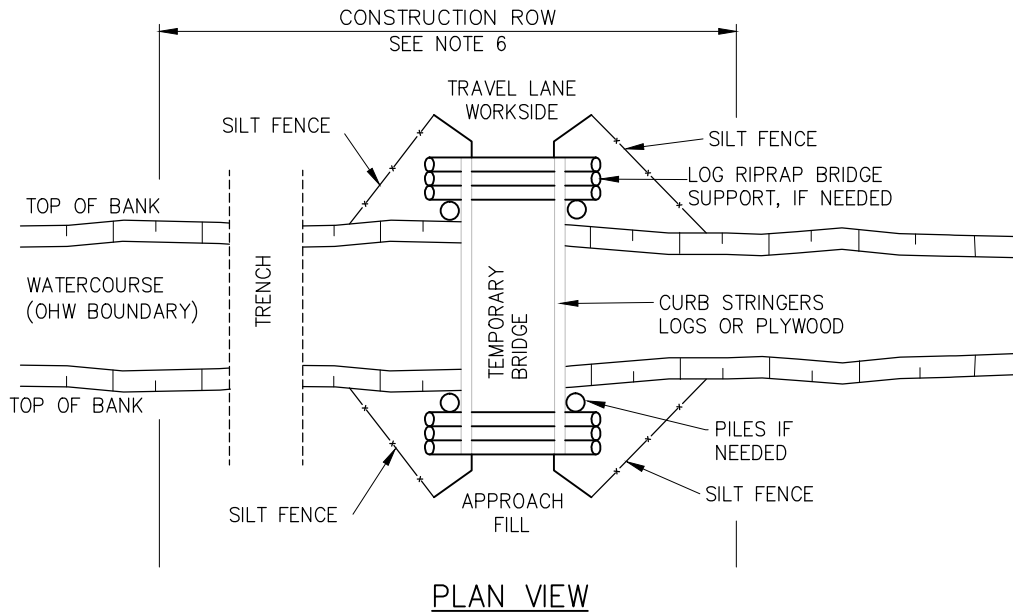 CONSTRUCTION ROW
SEE NOTE 6
TRAVEL LANE
WORKSIDE
SILT FENCE
SILT FENCE
LOG RIPRAP BRIDGE
SUPPORT, IF NEEDED
TOP OF BANK
WATERCOURSE
(OHW BOUNDARY)
TRENCH
TEMPORARY
BRIDGE
CURB STRINGERS
LOGS OR PLYWOOD
TOP OF BANK
PILES IF
NEEDED
SILT FENCE
APPROACH
FILL
SILT FENCE
PLAN VIEW